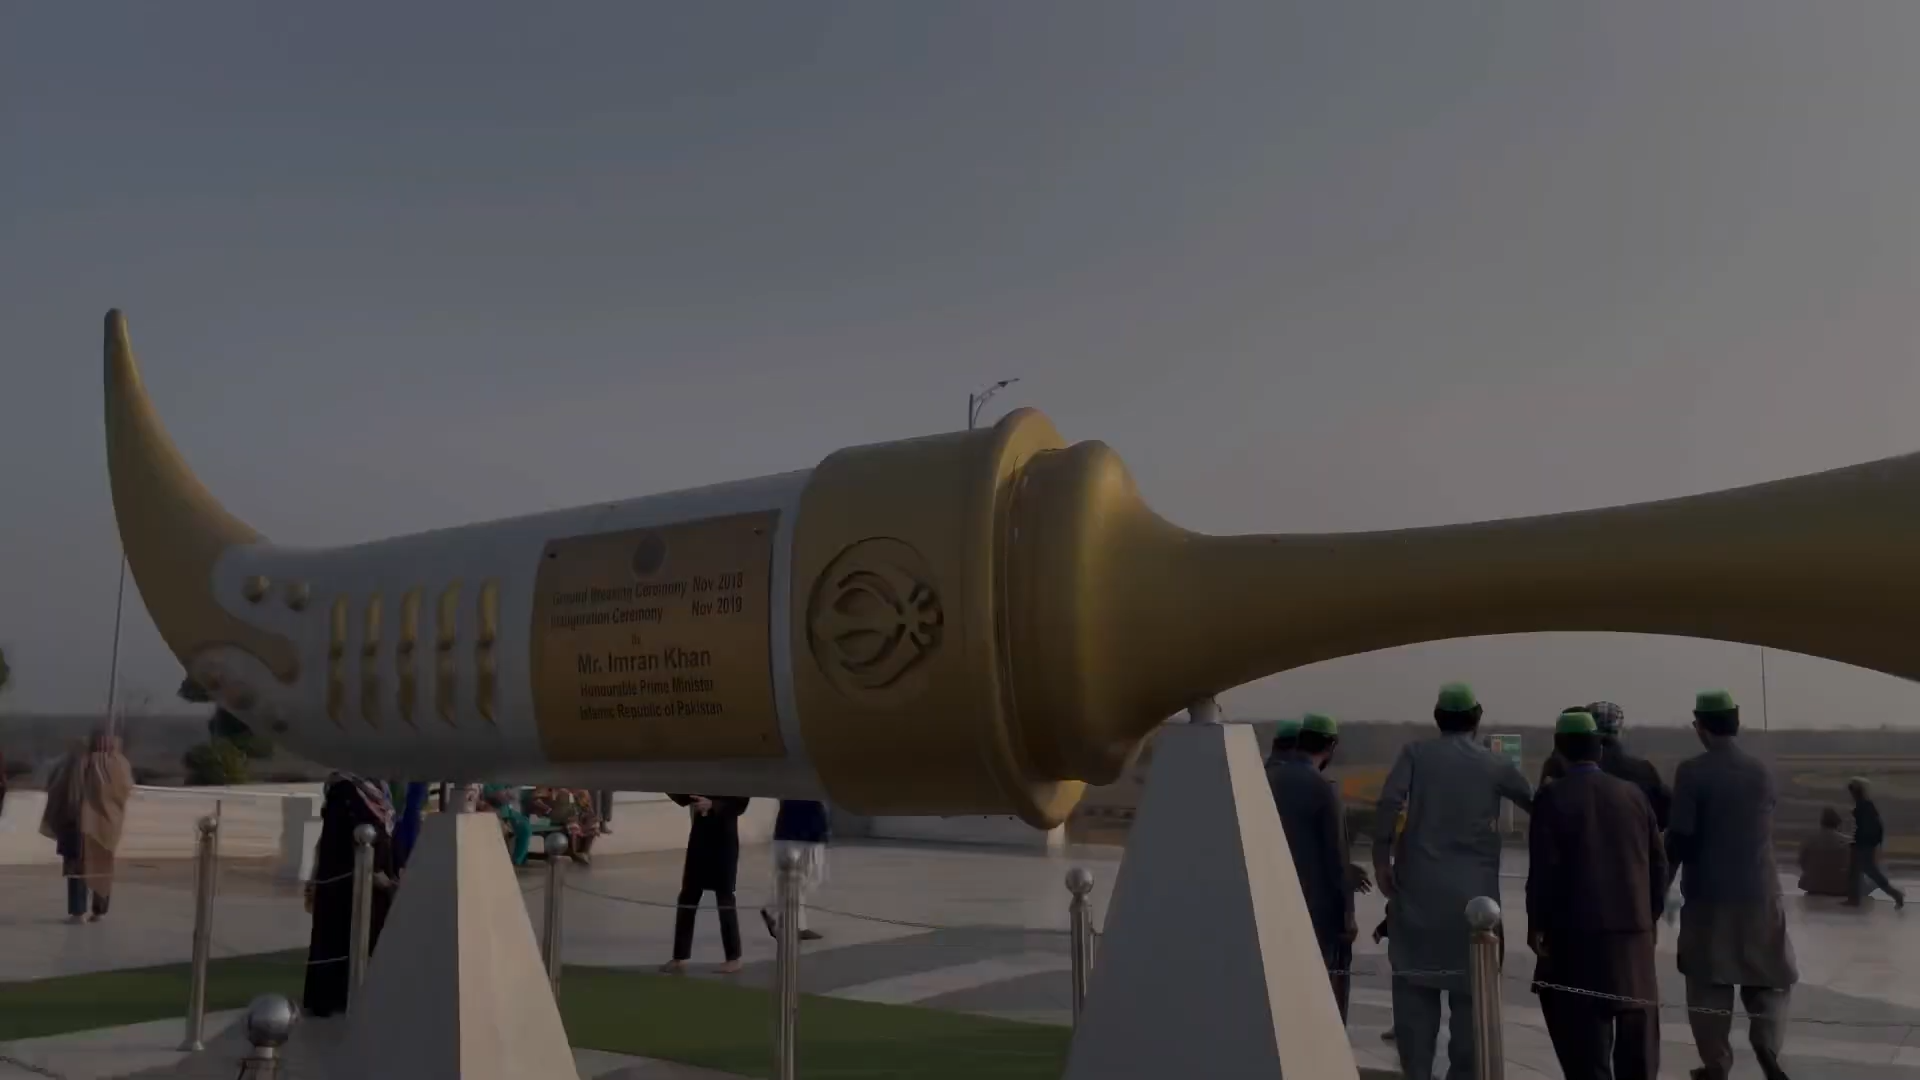 Ground Breaking Ceremony Nov 2018
Inauguration Ceremony Nov 2019
By
Mr. Imran Khan
Honourable Prime Minister
Islamic Republic of Pakistan